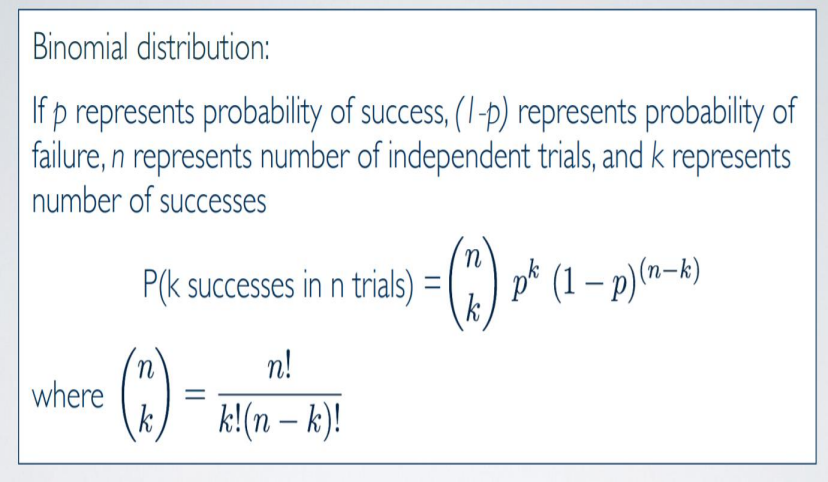 Binomial distribution:
If p represents probability of success, (1-p) represents probability of
failure, n represents number of independent trials, and k represents
number of successes
P(k successes in n trials) = \binom{n}{k} p^k (1 − p)^{(n−k)}
where \binom{n}{k} = \frac{n!}{k!(n − k)!}